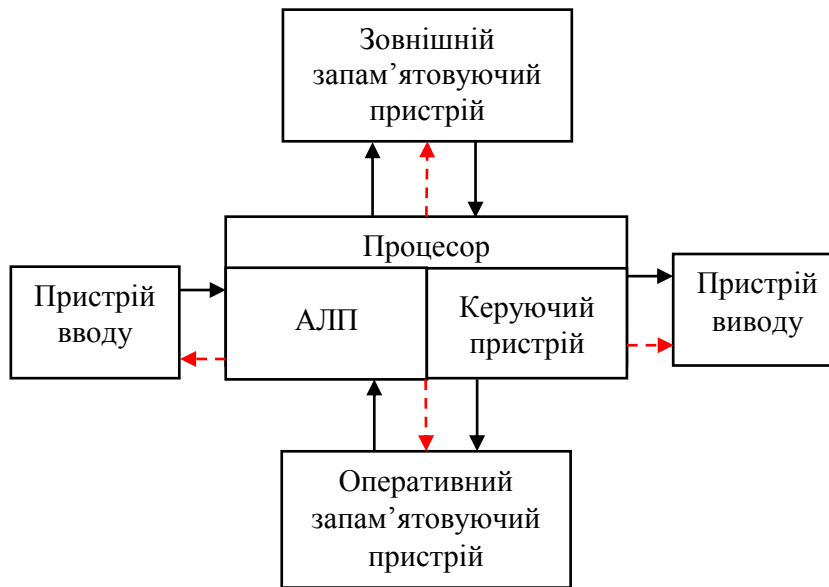 Зовнішній
запам’ятовуючий
пристрій
Процесор
Пристрій
вводу
АЛП
Керуючий
пристрій
Пристрій
виводу
Оперативний
запам’ятовуючий
пристрій